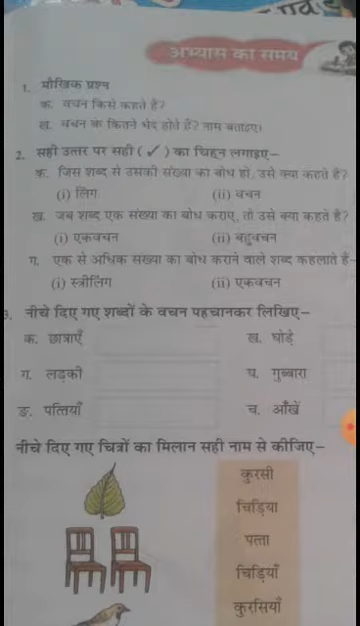 अभ्यास का समय
1. मौखिक प्रश्न
क. वचन किसे कहते हैं?
ख. वचन के कितने भेद होते हैं? नाम बताइए।
2. सही उत्तर पर सही (✓) का चिह्न लगाइए–
क. जिस शब्द से उसकी संख्या का बोध हो, उसे क्या कहते हैं?
(i) लिंग (ii) वचन
ख. जब शब्द एक संख्या का बोध कराए, तो उसे क्या कहते हैं?
(i) एकवचन (ii) बहुवचन
ग. एक से अधिक संख्या का बोध कराने वाले शब्द कहलाते हैं–
(i) स्त्रीलिंग (ii) एकवचन
3. नीचे दिए गए शब्दों के वचन पहचानकर लिखिए–
क. छात्राएँ ख. घोड़े
ग. लड़की घ. गुब्बारा
ङ. पत्तियाँ च. आँखें
नीचे दिए गए चित्रों का मिलान सही नाम से कीजिए–
कुरसी
चिड़िया
पत्ता
चिड़ियाँ
कुरसियाँ